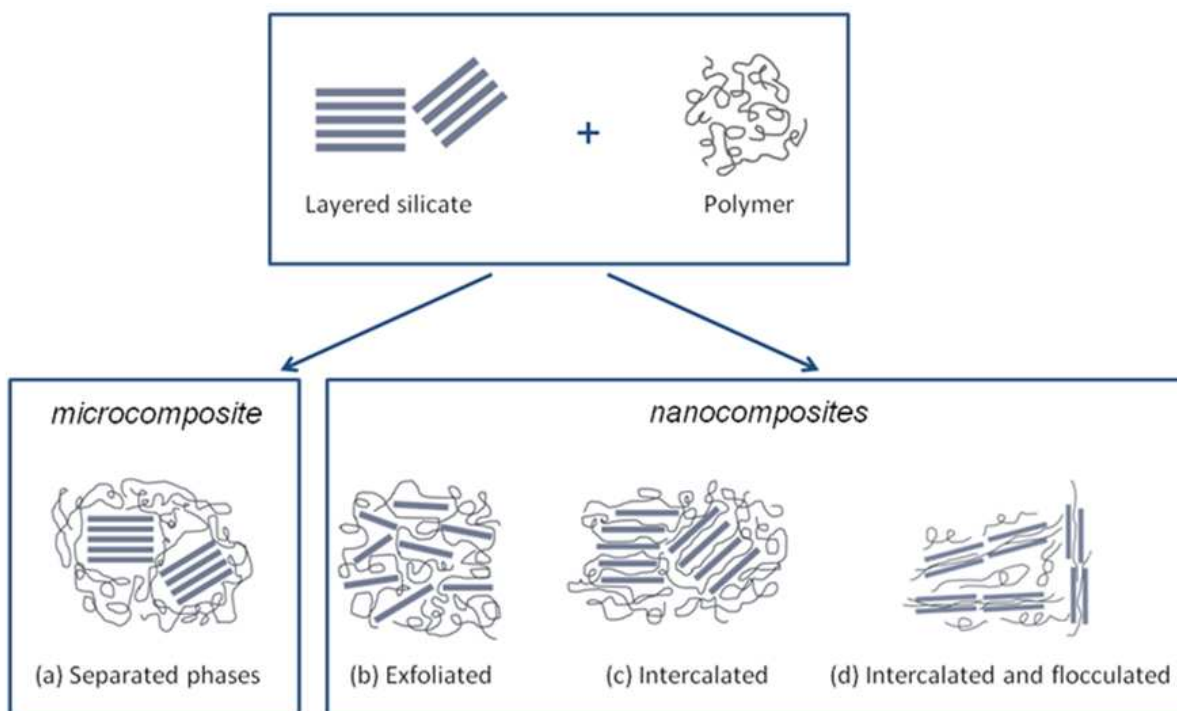 +
Layered silicate
Polymer
microcomposite
nanocomposites
(a) Separated phases
(b) Exfoliated
(c) Intercalated
(d) Intercalated and flocculated